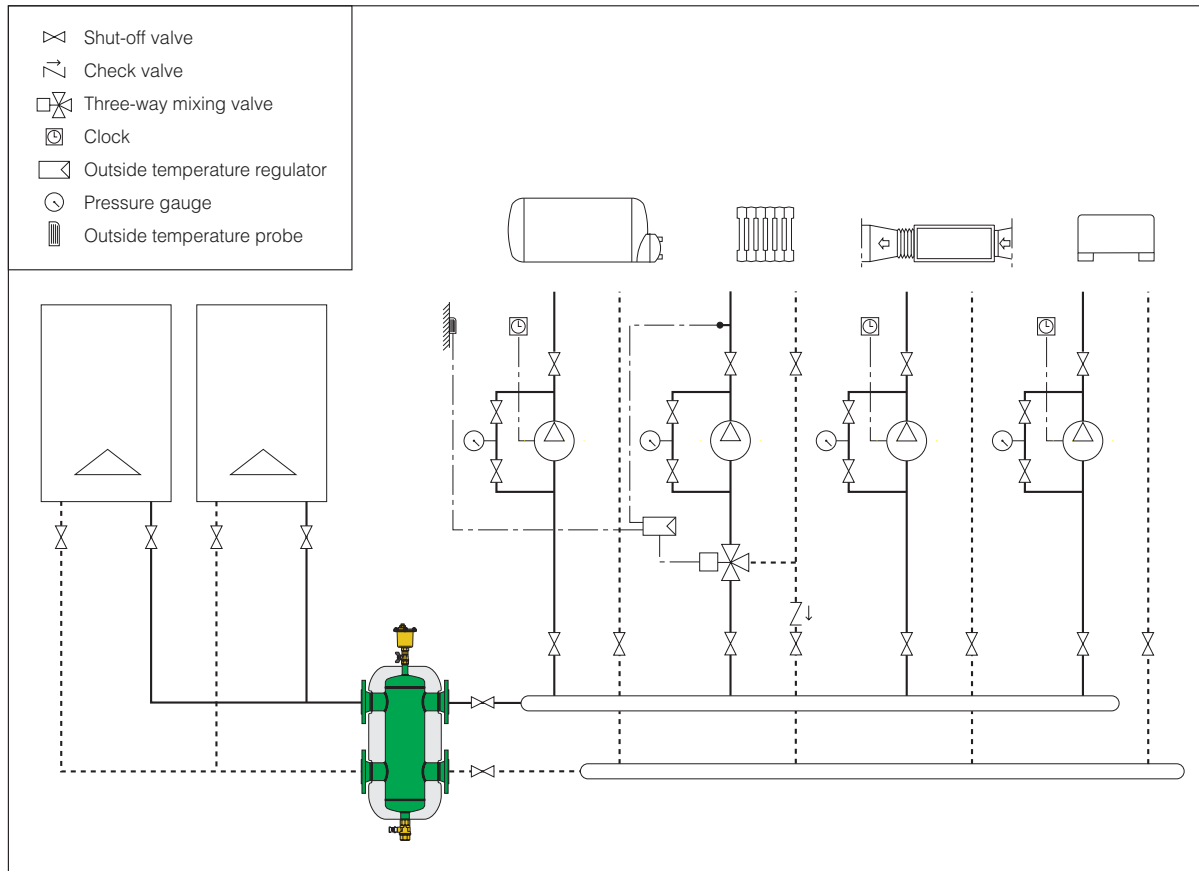 Shut-off valve
Check valve
Three-way mixing valve
Clock
Outside temperature regulator
Pressure gauge
Outside temperature probe